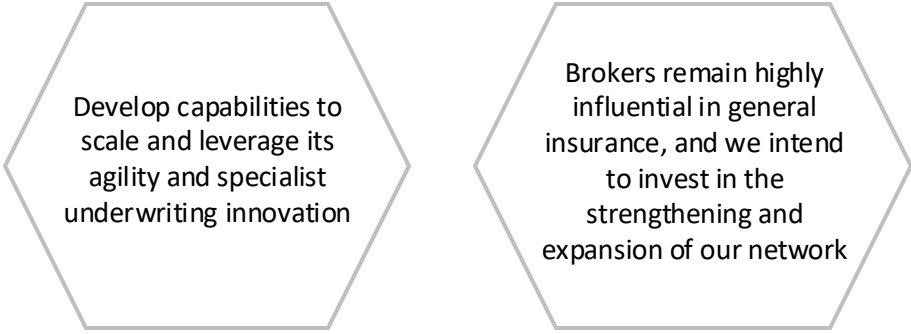 Develop capabilities to
scale and leverage its
agility and specialist
underwriting innovation
Brokers remain highly
influential in general
insurance, and we intend
to invest in the
strengthening and
expansion of our network